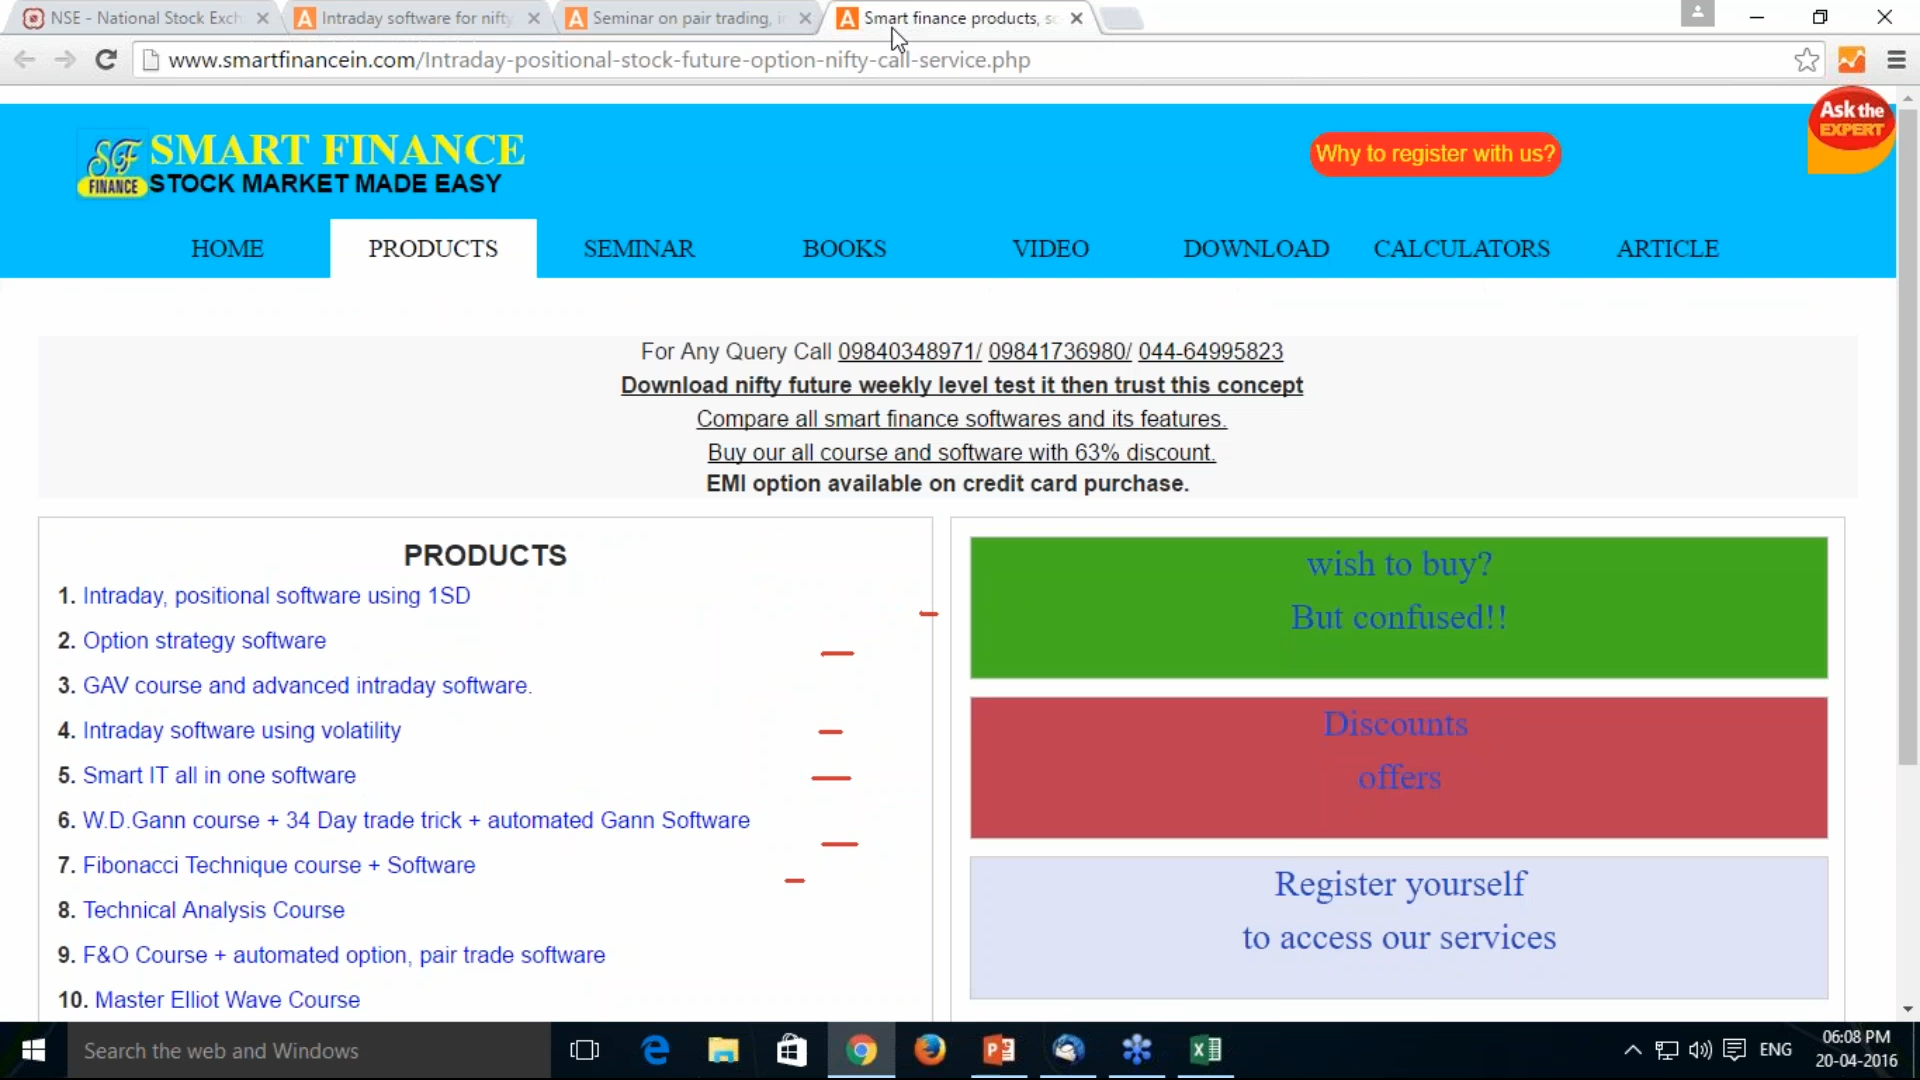 NSE - National Stock Exch
Intraday software for nifty
Seminar on pair trading, i
Smart finance products, so
www.smartfinancein.com/Intraday-positional-stock-future-option-nifty-call-service.php
Ask the
EXPERT
SF
FINANCE
SMART FINANCE
STOCK MARKET MADE EASY
Why to register with us?
HOME
PRODUCTS
SEMINAR
BOOKS
VIDEO
DOWNLOAD
CALCULATORS
ARTICLE
For Any Query Call 09840348971/ 09841736980/ 044-64995823
Download nifty future weekly level test it then trust this concept
Compare all smart finance softwares and its features.
Buy our all course and software with 63% discount.
EMI option available on credit card purchase.
PRODUCTS
1. Intraday, positional software using 1SD
2. Option strategy software
3. GAV course and advanced intraday software.
4. Intraday software using volatility
5. Smart IT all in one software
6. W.D.Gann course + 34 Day trade trick + automated Gann Software
7. Fibonacci Technique course + Software
8. Technical Analysis Course
9. F&O Course + automated option, pair trade software
10. Master Elliot Wave Course
wish to buy?
But confused!!
Discounts
offers
Register yourself
to access our services
Search the web and Windows
ENG
06:08 PM
20-04-2016